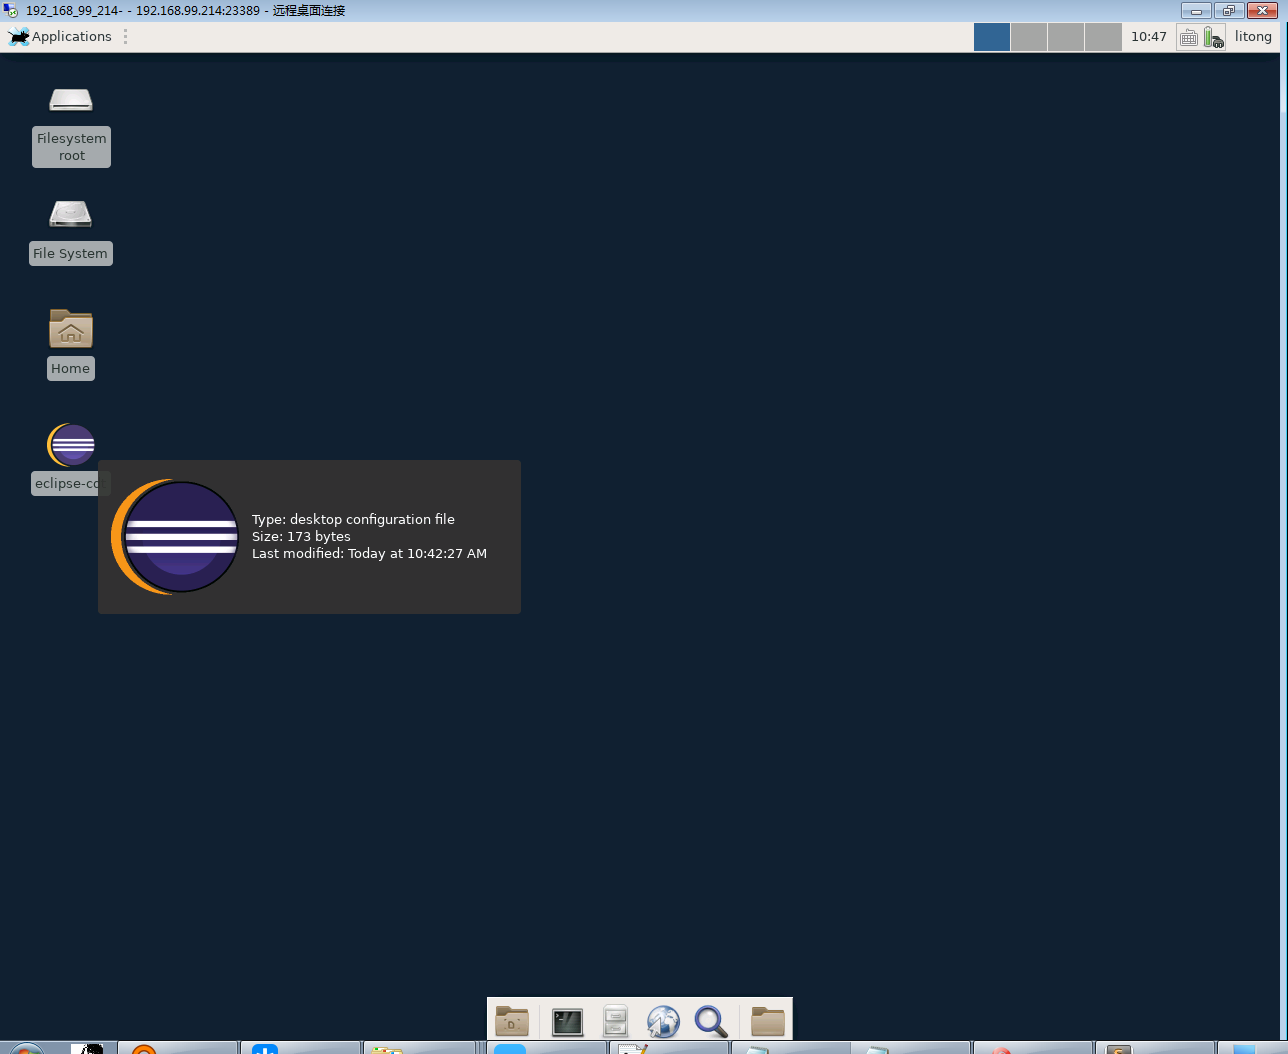 192_168_99_214- - 192.168.99.214:23389 - 远程桌面连接
Applications
10:47
litong
Filesystem
root
File System
Home
Type: desktop configuration file
Size: 173 bytes
Last modified: Today at 10:42:27 AM